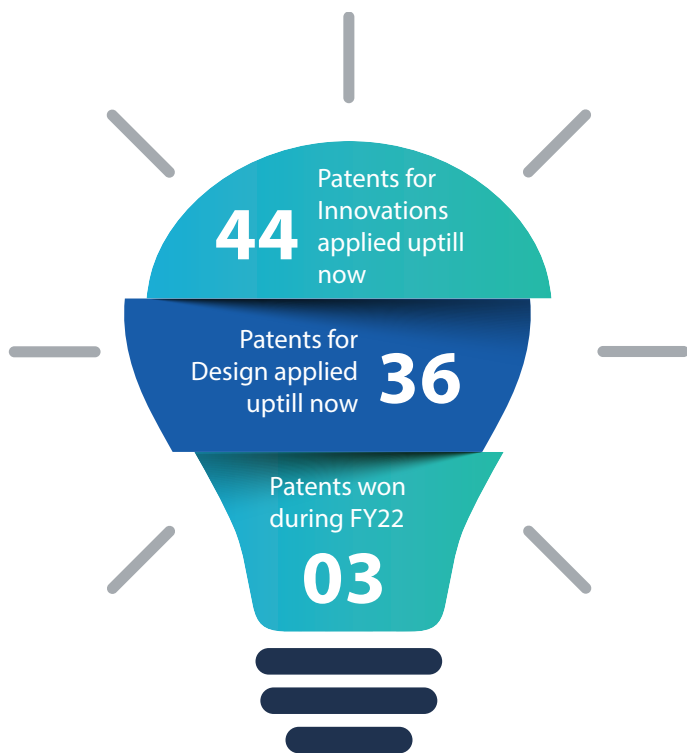 44
Patents for
Innovations
applied uptill
now
Patents for
Design applied
uptill now
36
Patents won
during FY22
03